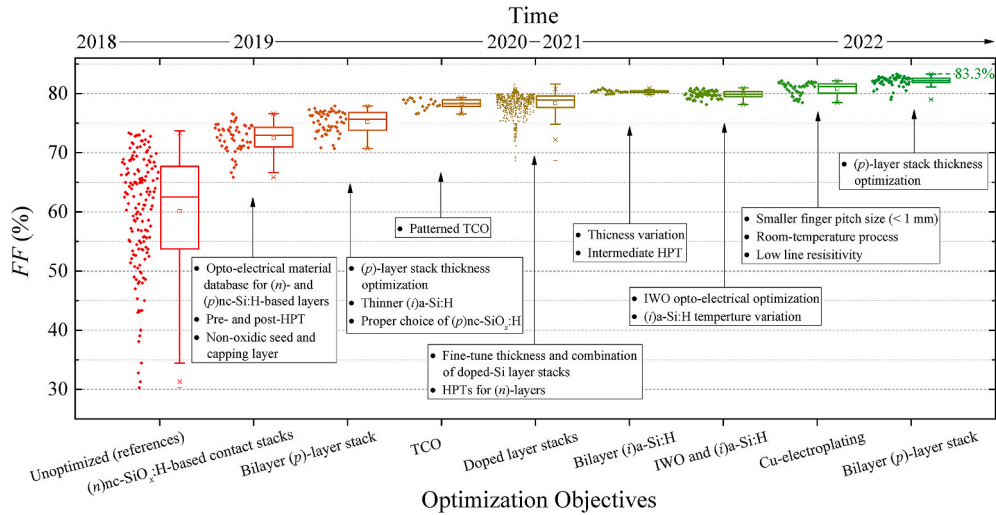 Time
2018
2019
2020
2021
2022
FF (%)
80
70
60
50
40
30
83.3%
Opto-electrical material
database for (n)- and
(p)nc-Si:H-based layers
Pre- and post-HPT
Non-oxidic seed and
capping layer
(p)-layer stack thickness
optimization
Thinner (i)a-Si:H
Proper choice of (p)nc-SiOx:H
Patterned TCO
Fine-tune thickness and combination
of doped-Si layer stacks
HPTs for (n)-layers
Thicness variation
Intermediate HPT
IWO opto-electrical optimization
(i)a-Si:H temperture variation
Smaller finger pitch size (< 1 mm)
Room-temperature process
Low line resisitivity
(p)-layer stack thickness
optimization
Unoptimized (references)
(n)nc-SiOx:H-based contact stacks
Bilayer (p)-layer stack
TCO
Doped layer stacks
Bilayer (i)a-Si:H
IWO and (i)a-Si:H
Cu-electroplating
Bilayer (p)-layer stack
Optimization Objectives